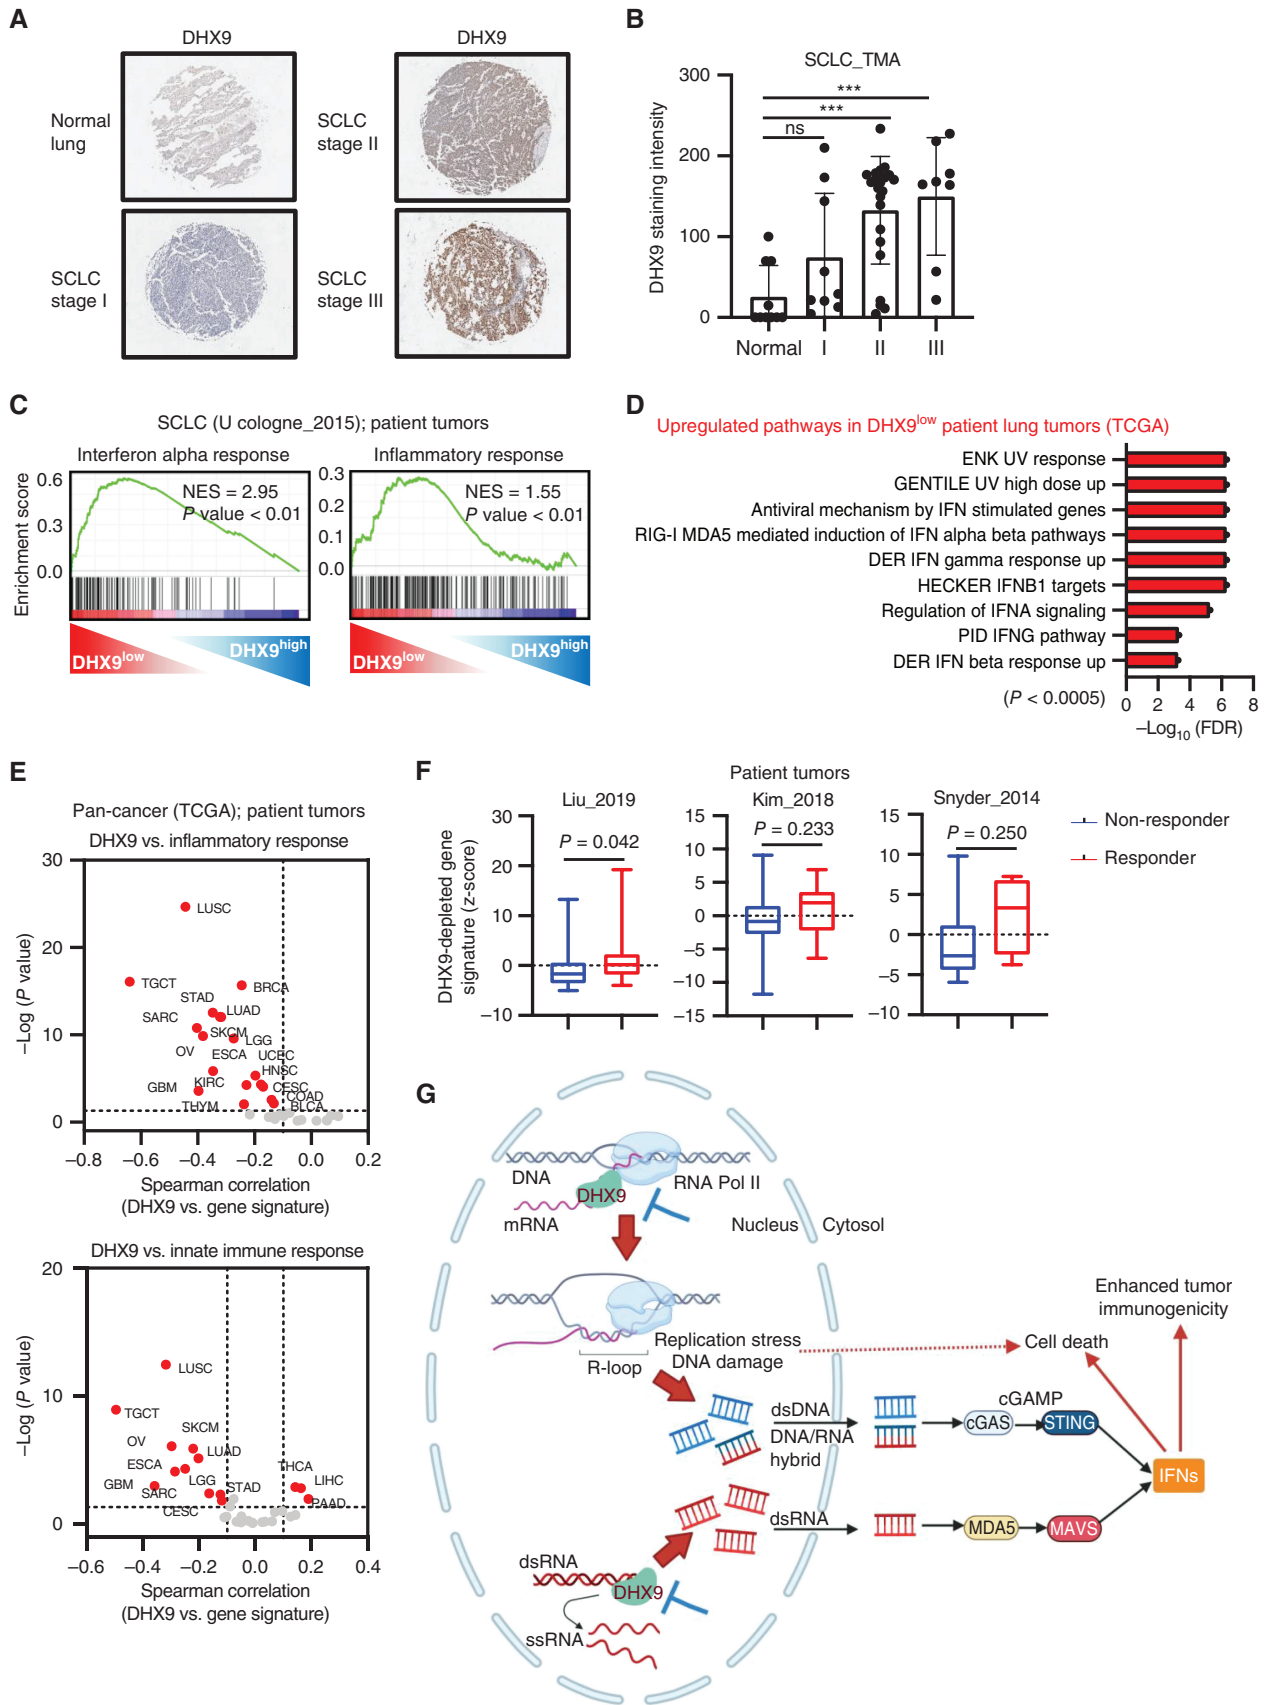 A
DHX9
DHX9
Normal
lung
SCLC
stage II
SCLC
stage I
SCLC
stage III
B
SCLC_TMA
***
***
ns
DHX9 staining intensity
300
200
100
0
Normal
I
II
III
C
SCLC (U cologne_2015); patient tumors
Interferon alpha response
Inflammatory response
Enrichment score
0.6
0.3
0.0
NES = 2.95
P value < 0.01
0.3
0.2
0.1
0.0
NES = 1.55
P value < 0.01
DHX9low
DHX9high
DHX9low
DHX9high
D
Upregulated pathways in DHX9low patient lung tumors (TCGA)
ENK UV response
GENTILE UV high dose up
Antiviral mechanism by IFN stimulated genes
RIG-I MDA5 mediated induction of IFN alpha beta pathways
DER IFN gamma response up
HECKER IFNB1 targets
Regulation of IFNA signaling
PID IFNG pathway
DER IFN beta response up
(P < 0.0005)
0 2 4 6 8
–Log10 (FDR)
E
Pan-cancer (TCGA); patient tumors
DHX9 vs. inflammatory response
–Log (P value)
30
20
10
0
LUSC
TGCT
BRCA
STAD
LUAD
SARC
SKCM
LGG
OV
ESCA
UCEC
HNSC
GBM
KIRC
CESC
COAD
THYM
BLCA
–0.8 –0.6 –0.4 –0.2 0.0 0.2
Spearman correlation
(DHX9 vs. gene signature)
DHX9 vs. innate immune response
–Log (P value)
20
10
0
LUSC
TGCT
SKCM
OV
LUAD
ESCA
THCA
GBM
SARC
LGG
STAD
LIHC
CESC
PAAD
–0.6 –0.4 –0.2 0.0 0.2 0.4
Spearman correlation
(DHX9 vs. gene signature)
F
Patient tumors
Liu_2019
Kim_2018
Snyder_2014
DHX9-depleted gene
signature (z-score)
P = 0.042
30
20
10
0
–10
P = 0.233
15
10
5
0
–5
–10
–15
P = 0.250
15
10
5
0
–5
–10
Non-responder
Responder
G
DNA
RNA Pol II
DHX9
mRNA
Nucleus
Cytosol
R-loop
Replication stress
DNA damage
Cell death
Enhanced tumor
immunogenicity
dsDNA
DNA/RNA
hybrid
cGAS
cGAMP
STING
IFNs
dsRNA
MDA5
MAVS
dsRNA
DHX9
ssRNA